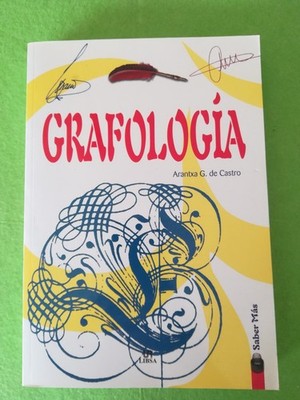 GRAFOLOGÍA
Arantxa G. de Castro
Saber Más
LIBSA